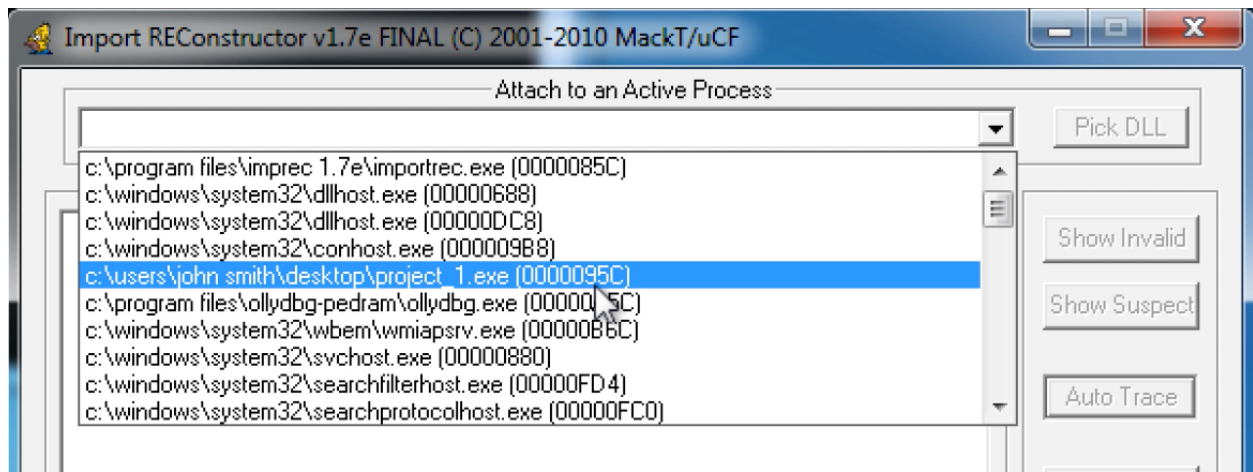 Import REConstructor v1.7e FINAL (C) 2001-2010 MackT/uCF
Attach to an Active Process
Pick DLL
c:\program files\imprec 1.7e\importrec.exe (0000085C)
c:\windows\system32\dllhost.exe (00000688)
c:\windows\system32\dllhost.exe (00000DC8)
c:\windows\system32\conhost.exe (000009B8)
Show Invalid
c:\users\john smith\desktop\project_1.exe (0000095C)
c:\program files\ollydbg-pedram\ollydbg.exe
Show Suspect
c:\windows\system32\wbem\wmiapsrv.exe (00000B6C)
c:\windows\system32\svchost.exe (00000880)
c:\windows\system32\searchfilterhost.exe (00000FD4)
Auto Trace
c:\windows\system32\searchprotocolhost.exe (00000FC0)